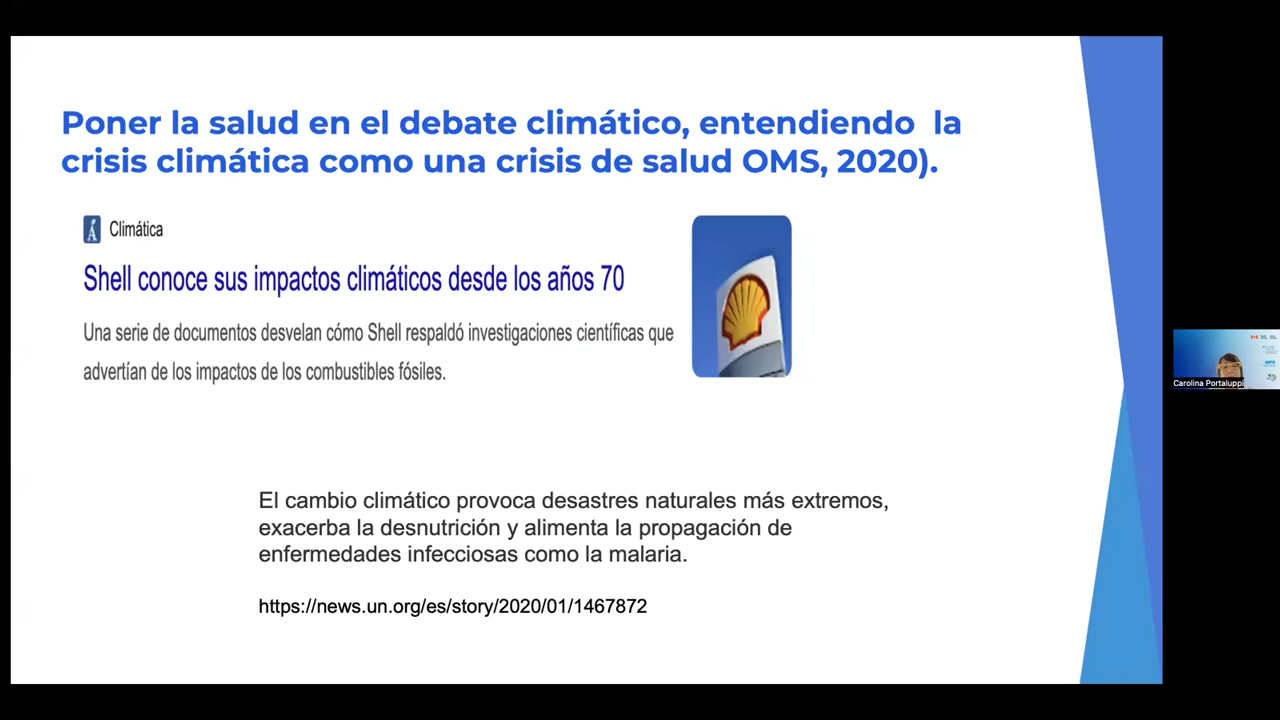 Poner la salud en el debate climático, entendiendo  la
crisis climática como una crisis de salud OMS, 2020).
Climática
Shell conoce sus impactos climáticos desde los años 70
Una serie de documentos desvelan cómo Shell respaldó investigaciones científicas que
advertían de los impactos de los combustibles fósiles.
El cambio climático provoca desastres naturales más extremos,
exacerba la desnutrición y alimenta la propagación de
enfermedades infecciosas como la malaria.
https://news.un.org/es/story/2020/01/1467872
Carolina Portaluppi